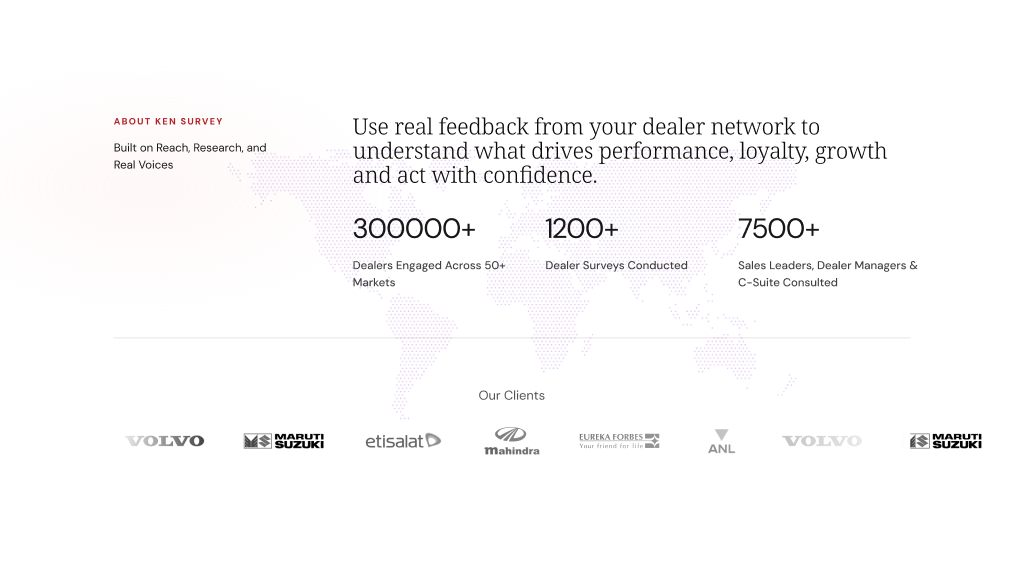 ABOUT KEN SURVEY
Built on Reach, Research, and
Real Voices
Use real feedback from your dealer network to
understand what drives performance, loyalty, growth
and act with confidence.
300000+
Dealers Engaged Across 50+
Markets
1200+
Dealer Surveys Conducted
7500+
Sales Leaders, Dealer Managers &
C-Suite Consulted
Our Clients
VOLVO
MARUTI
SUZUKI
etisalat
mahindra
EUREKA FORBES
Your friend for life
ANL
VOLVO
MARUTI
SUZUKI